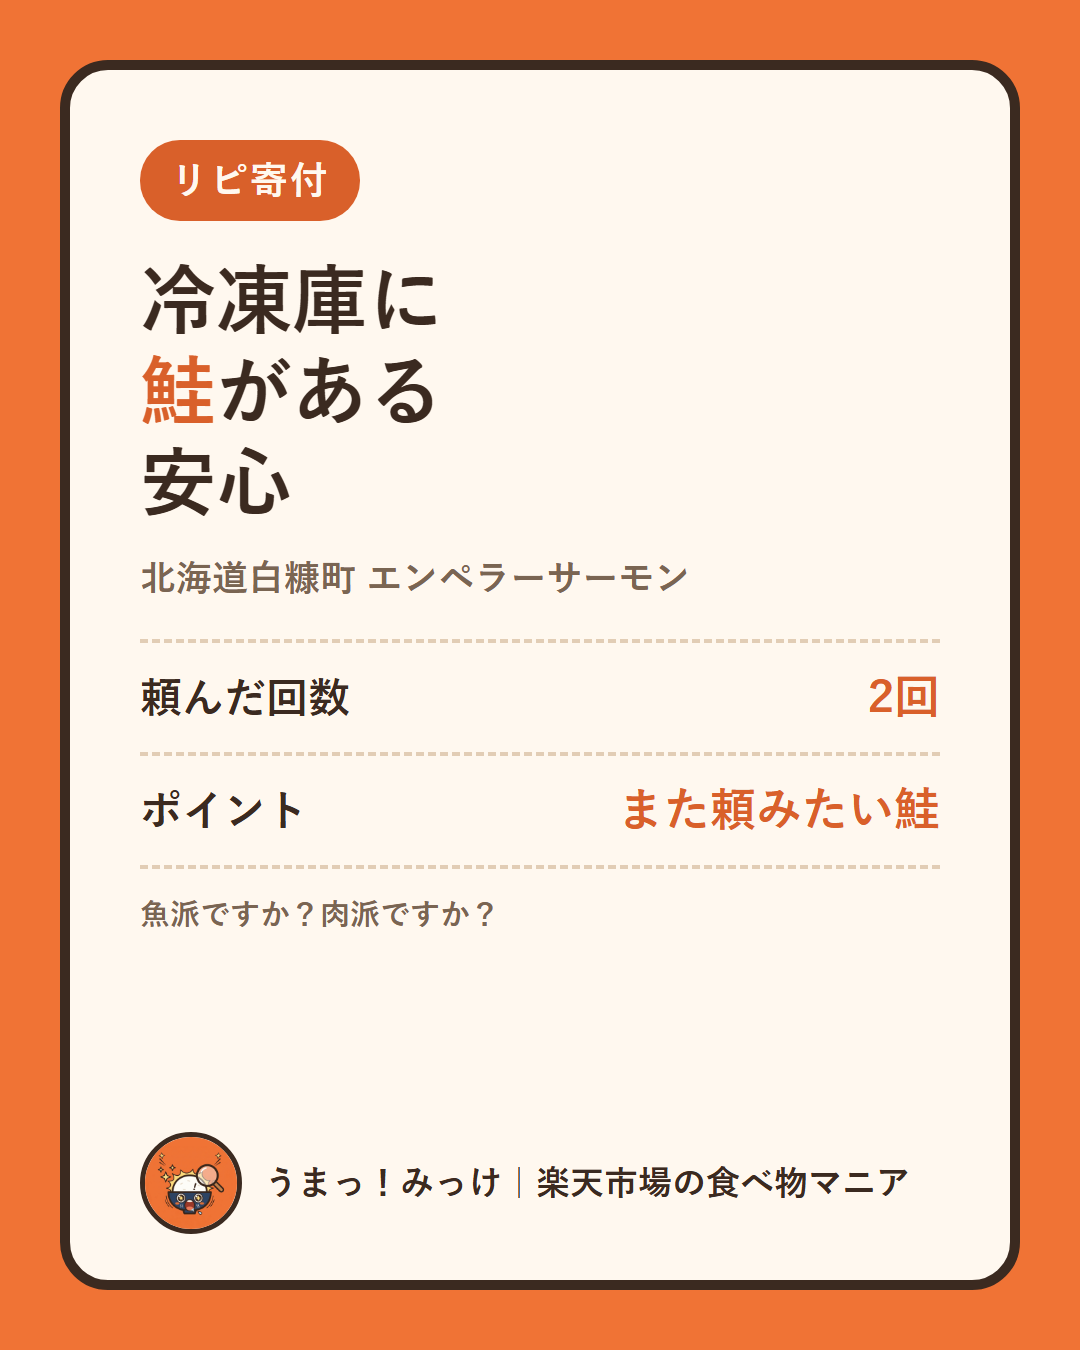 リピ寄付
冷凍庫に
鮭がある
安心
北海道白糠町 エンペラーサーモン
頼んだ回数 2回
ポイント また頼みたい鮭
魚派ですか？肉派ですか？
うまっ！みっけ｜楽天市場の食べ物マニア